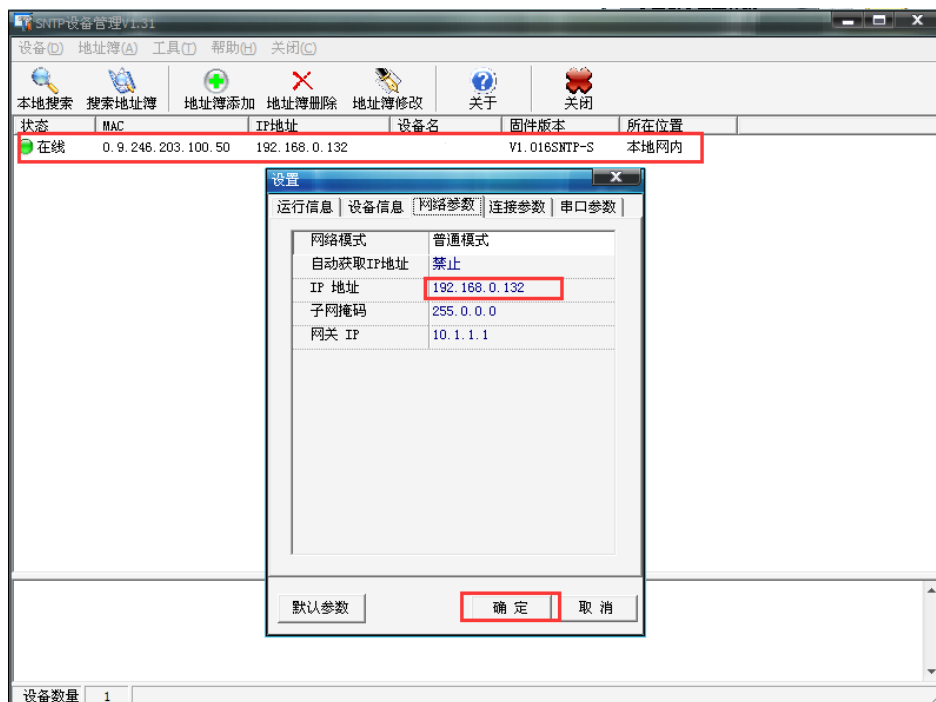 SNTP设备管理V1.31
设备(D) 地址簿(A) 工具(T) 帮助(H) 关闭(C)
本地搜索 搜索地址簿 地址簿添加 地址簿删除 地址簿修改 关于 关闭
状态 MAC IP地址 设备名 固件版本 所在位置
在线 0.9.246.203.100.50 192.168.0.132 V1.016SNTP-S 本地网内
设置
运行信息 设备信息 网络参数 连接参数 串口参数
网络模式 普通模式
自动获取IP地址 禁止
IP 地址 192.168.0.132
子网掩码 255.0.0.0
网关 IP 10.1.1.1
默认参数 确 定 取 消
设备数量 1